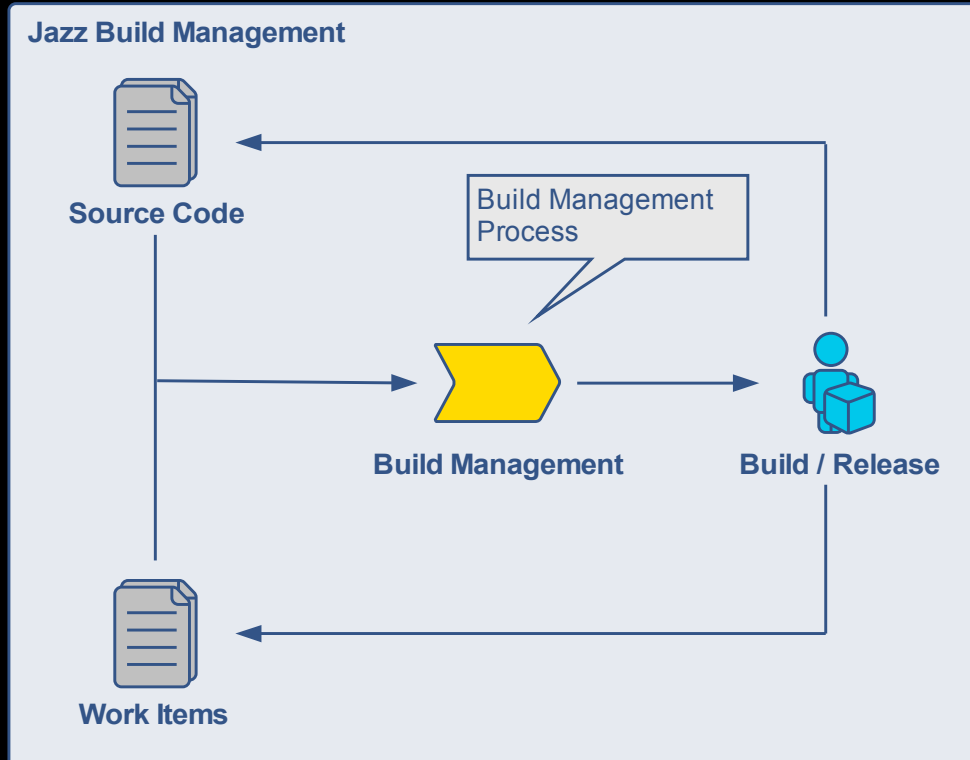 Jazz Build Management
Source Code
Build Management
Process
Build Management
Build / Release
Work Items